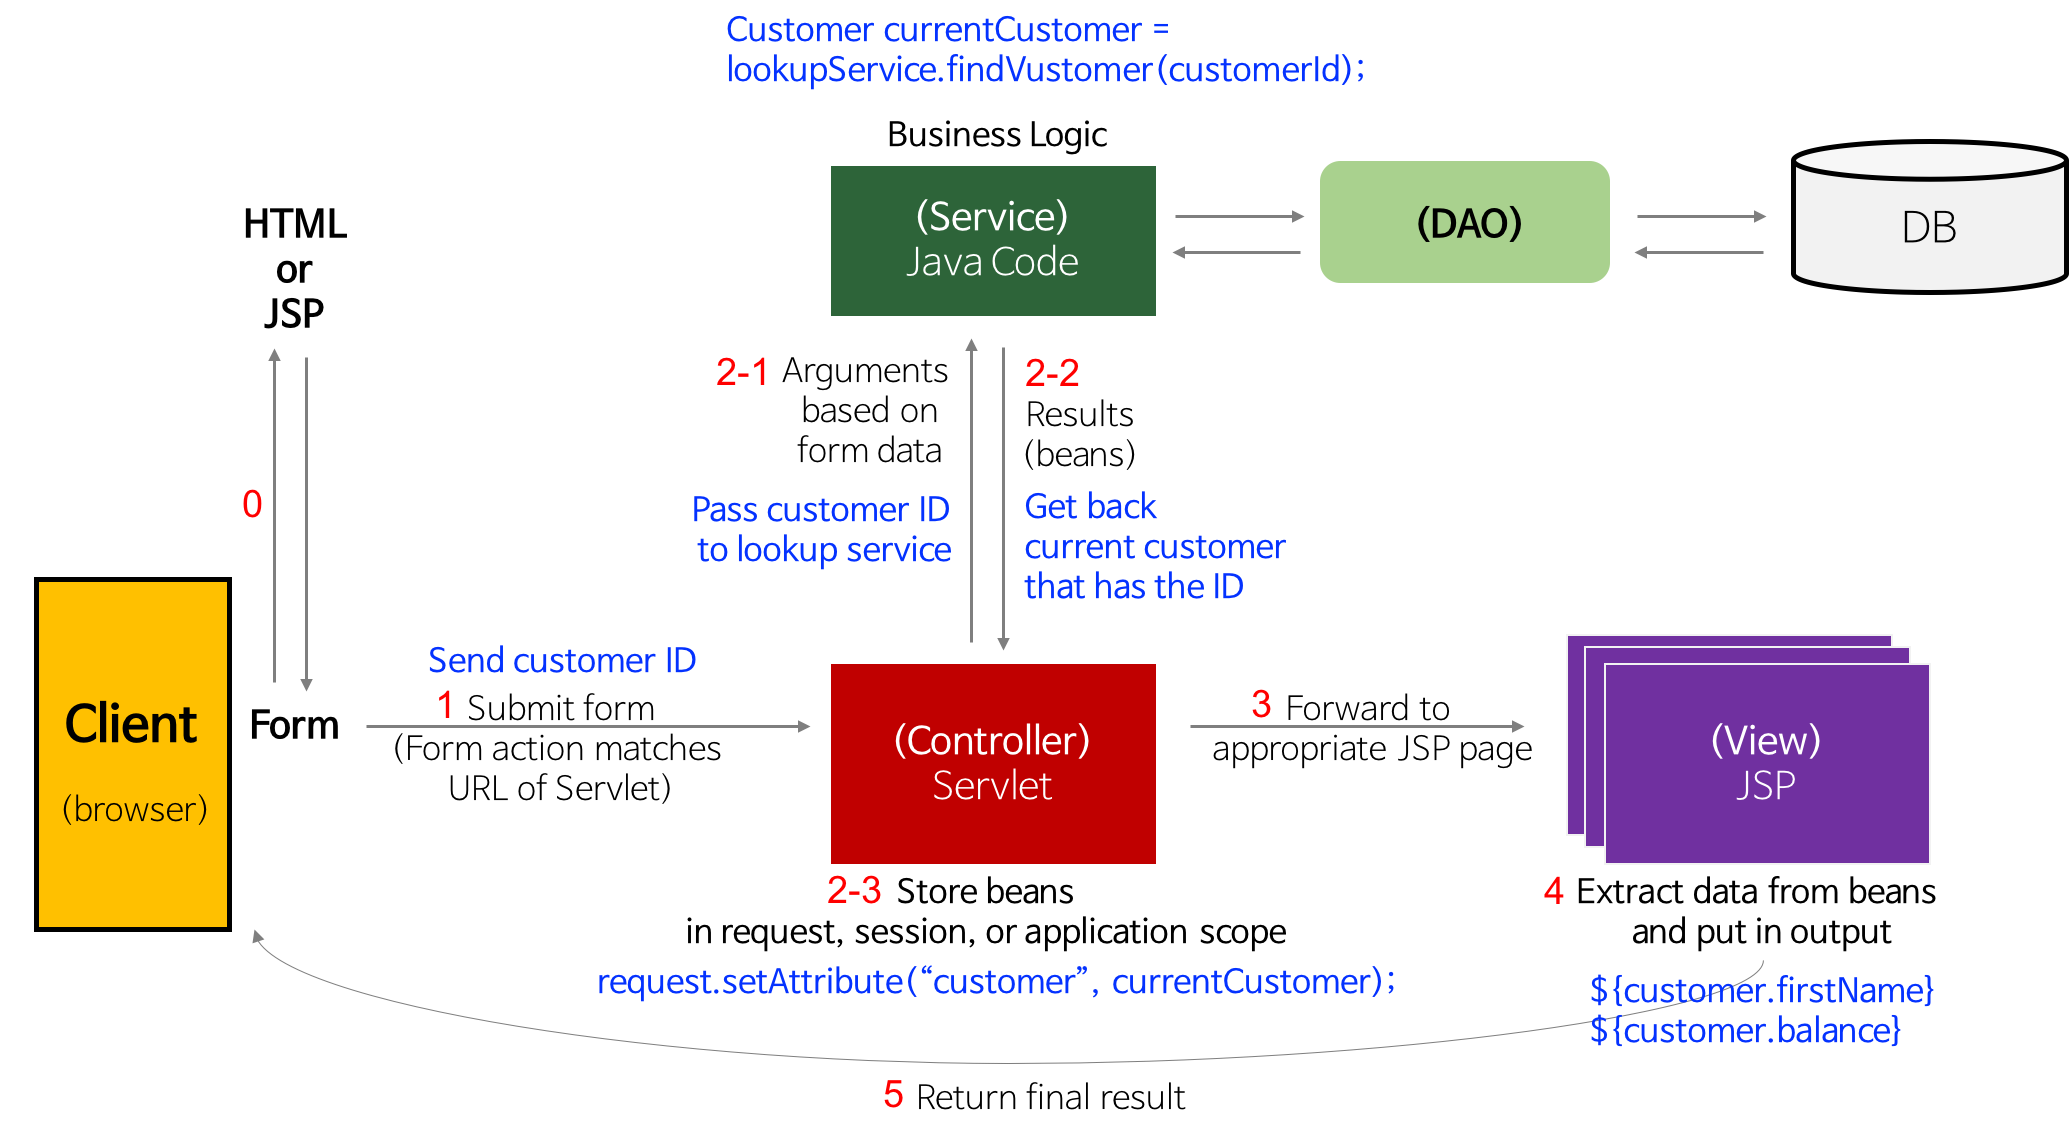 Customer currentCustomer =
lookupService.findVustomer(customerId);
Business Logic
(Service)
Java Code
(DAO)
DB
HTML
or
JSP
0
2-1 Arguments
based on
form data
Pass customer ID
to lookup service
2-2
Results
(beans)
Get back
current customer
that has the ID
Client
(browser)
Form
Send customer ID
1 Submit form
(Form action matches
URL of Servlet)
(Controller)
Servlet
3 Forward to
appropriate JSP page
(View)
JSP
2-3 Store beans
in request, session, or application scope
request.setAttribute(“customer”, currentCustomer);
4 Extract data from beans
and put in output
${customer.firstName}
${customer.balance}
5 Return final result